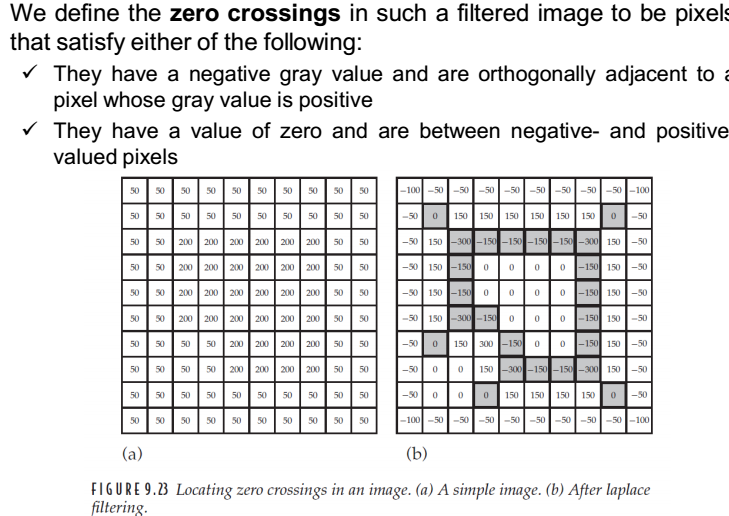 We define the zero crossings in such a filtered image to be pixels
that satisfy either of the following:
✓ They have a negative gray value and are orthogonally adjacent to a
pixel whose gray value is positive
✓ They have a value of zero and are between negative- and positive
valued pixels
50 50 50 50 50 50 50 50 50 50
50 50 50 50 50 50 50 50 50 50
50 50 200 200 200 200 200 200 50 50
50 50 200 200 200 200 200 200 50 50
50 50 200 200 200 200 200 200 50 50
50 50 200 200 200 200 200 200 50 50
50 50 50 50 200 200 200 200 50 50
50 50 50 50 200 200 200 200 50 50
50 50 50 50 50 50 50 50 50 50
50 50 50 50 50 50 50 50 50 50
(a)
−100 −50 −50 −50 −50 −50 −50 −50 −50 −100
−50 0 150 150 150 150 150 150 0 −50
−50 150 −300 −150 −150 −150 −150 −300 150 −50
−50 150 −150 0 0 0 0 −150 150 −50
−50 150 −150 0 0 0 0 −150 150 −50
−50 150 −300 −150 0 0 0 −150 150 −50
−50 0 150 300 −150 0 0 −150 150 −50
−50 0 0 150 −300 −150 −150 −300 150 −50
−50 0 0 0 150 150 150 150 0 −50
−100 −50 −50 −50 −50 −50 −50 −50 −50 −100
(b)
FIGURE 9.23 Locating zero crossings in an image. (a) A simple image. (b) After laplace
filtering.